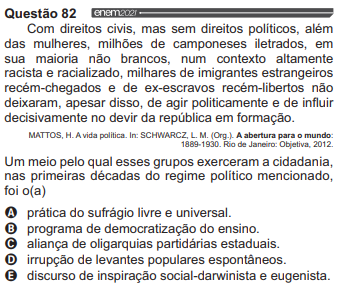 Questão 82 enem2021
Com direitos civis, mas sem direitos políticos, além
das mulheres, milhões de camponeses iletrados, em
sua maioria não brancos, num contexto altamente
racista e racializado, milhares de imigrantes estrangeiros
recém-chegados e de ex-escravos recém-libertos não
deixaram, apesar disso, de agir politicamente e de influir
decisivamente no devir da república em formação.
MATTOS, H. A vida política. In: SCHWARCZ, L. M. (Org.). A abertura para o mundo:
1889-1930. Rio de Janeiro: Objetiva, 2012.
Um meio pelo qual esses grupos exerceram a cidadania,
nas primeiras décadas do regime político mencionado,
foi o(a)
A prática do sufrágio livre e universal.
B programa de democratização do ensino.
C aliança de oligarquias partidárias estaduais.
D irrupção de levantes populares espontâneos.
E discurso de inspiração social-darwinista e eugenista.